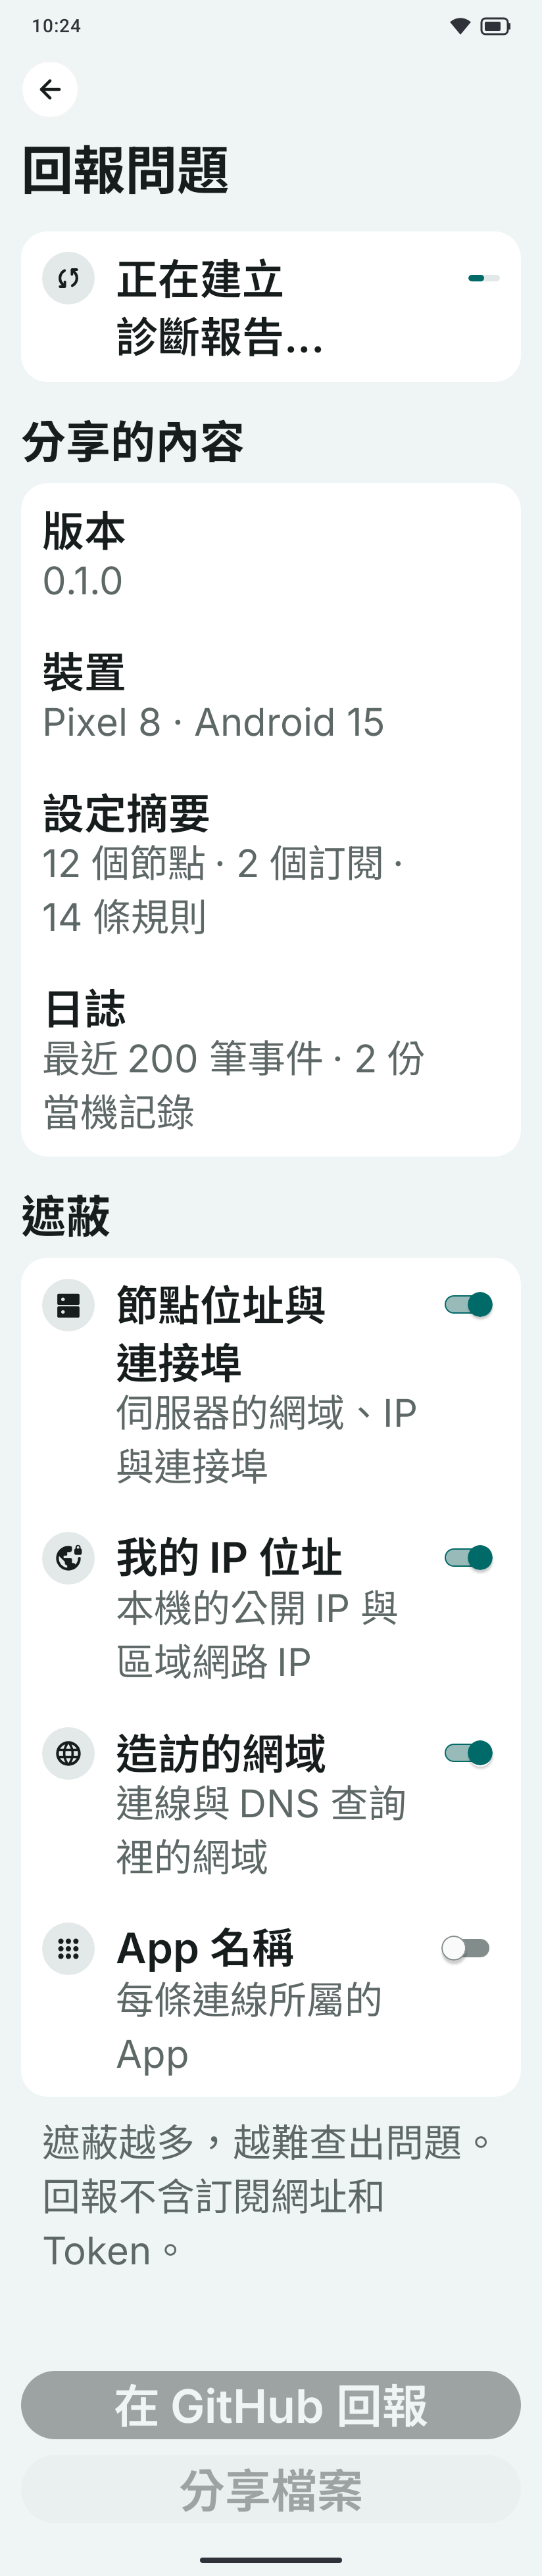 10:24
回報問題
正在建立
診斷報告…
分享的內容
版本
0.1.0
裝置
Pixel 8 · Android 15
設定摘要
12 個節點 · 2 個訂閱 ·
14 條規則
日誌
最近 200 筆事件 · 2 份
當機記錄
遮蔽
節點位址與
連接埠
伺服器的網域、IP
與連接埠
我的 IP 位址
本機的公開 IP 與
區域網路 IP
造訪的網域
連線與 DNS 查詢
裡的網域
App 名稱
每條連線所屬的
App
遮蔽越多，越難查出問題。
回報不含訂閱網址和
Token。
在 GitHub 回報
分享檔案